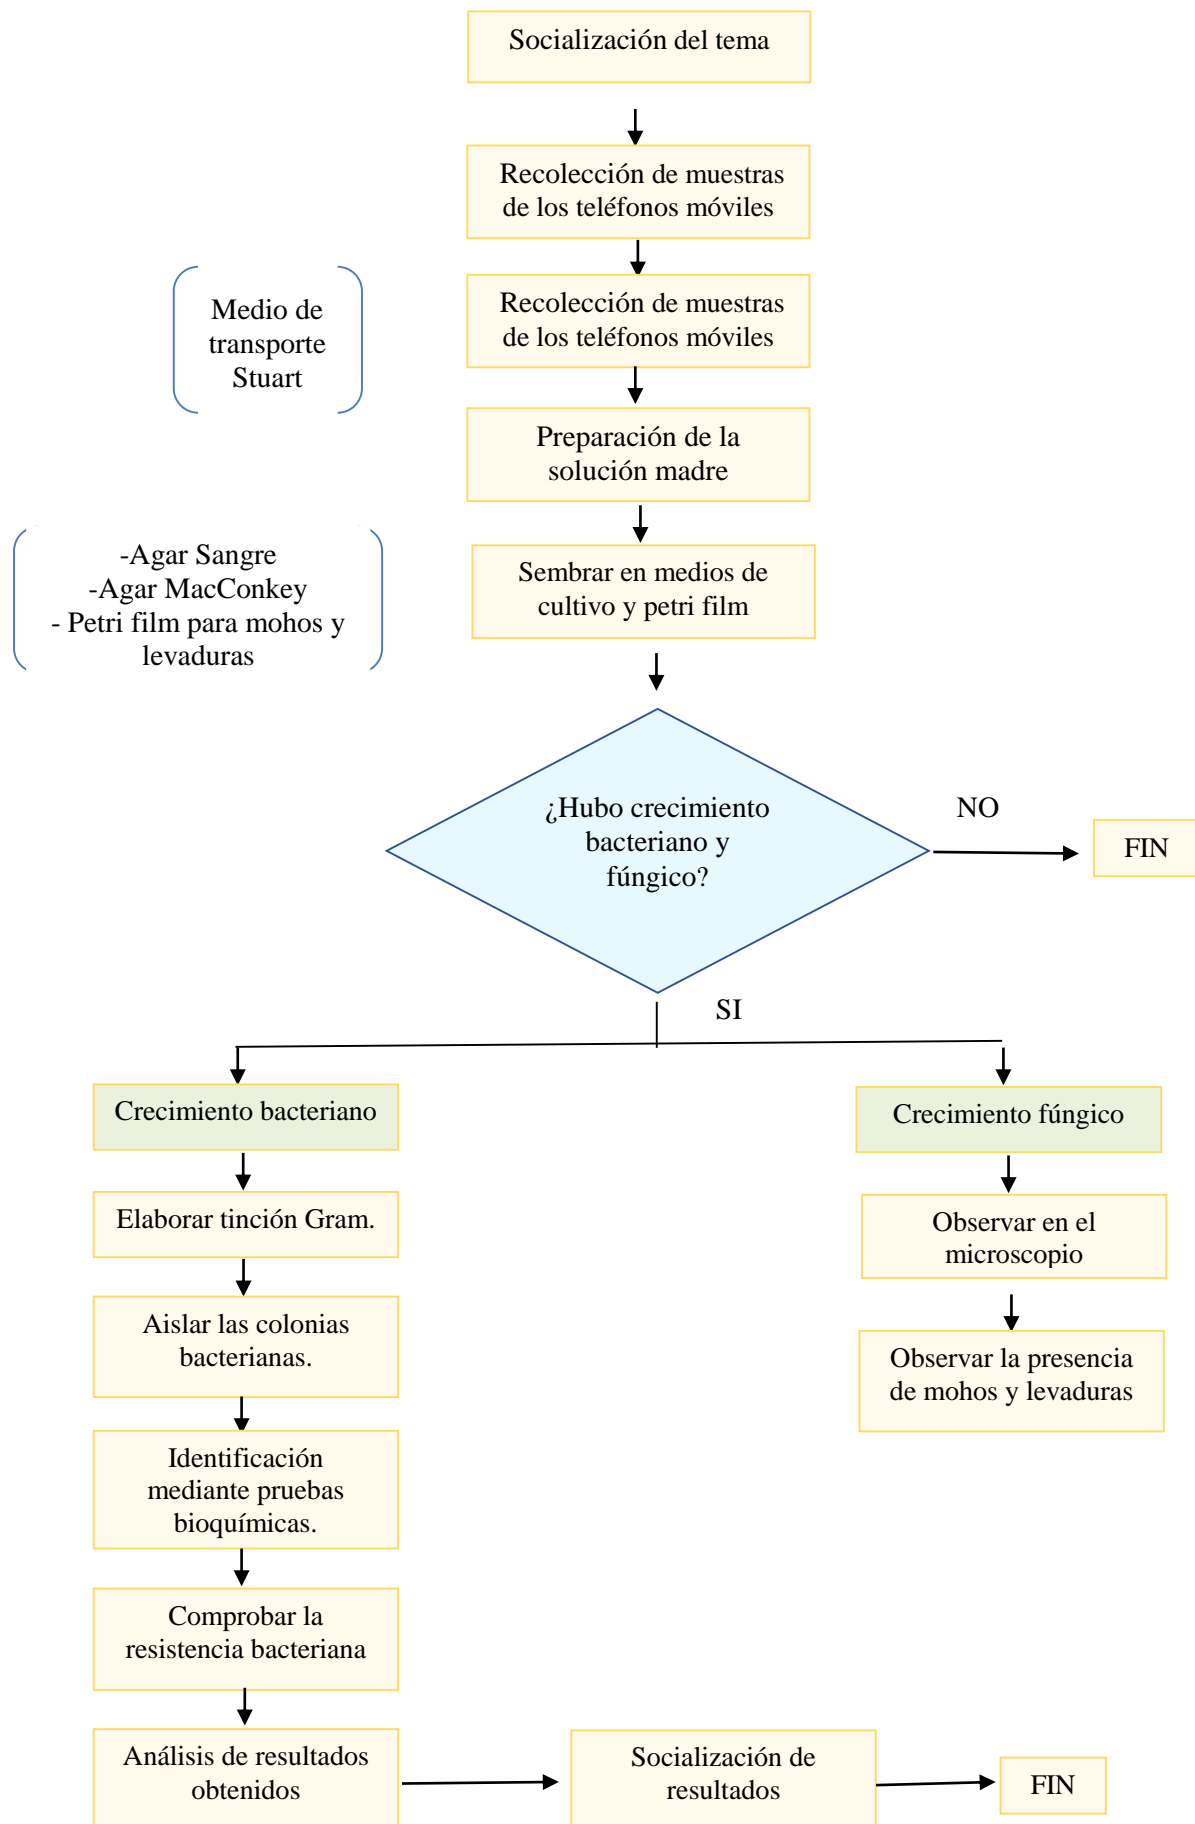 Socialización del tema
Recolección de muestras
de los teléfonos móviles
Medio de
transporte
Stuart
Recolección de muestras
de los teléfonos móviles
Preparación de la
solución madre
-Agar Sangre
-Agar MacConkey
- Petri film para mohos y
levaduras
Sembrar en medios de
cultivo y petri film
¿Hubo crecimiento
bacteriano y
fúngico?
NO
FIN
SI
Crecimiento bacteriano
Elaborar tinción Gram.
Aislar las colonias
bacterianas.
Identificación
mediante pruebas
bioquímicas.
Comprobar la
resistencia bacteriana
Análisis de resultados
obtenidos
Crecimiento fúngico
Observar en el
microscopio
Observar la presencia
de mohos y levaduras
Socialización de
resultados
FIN